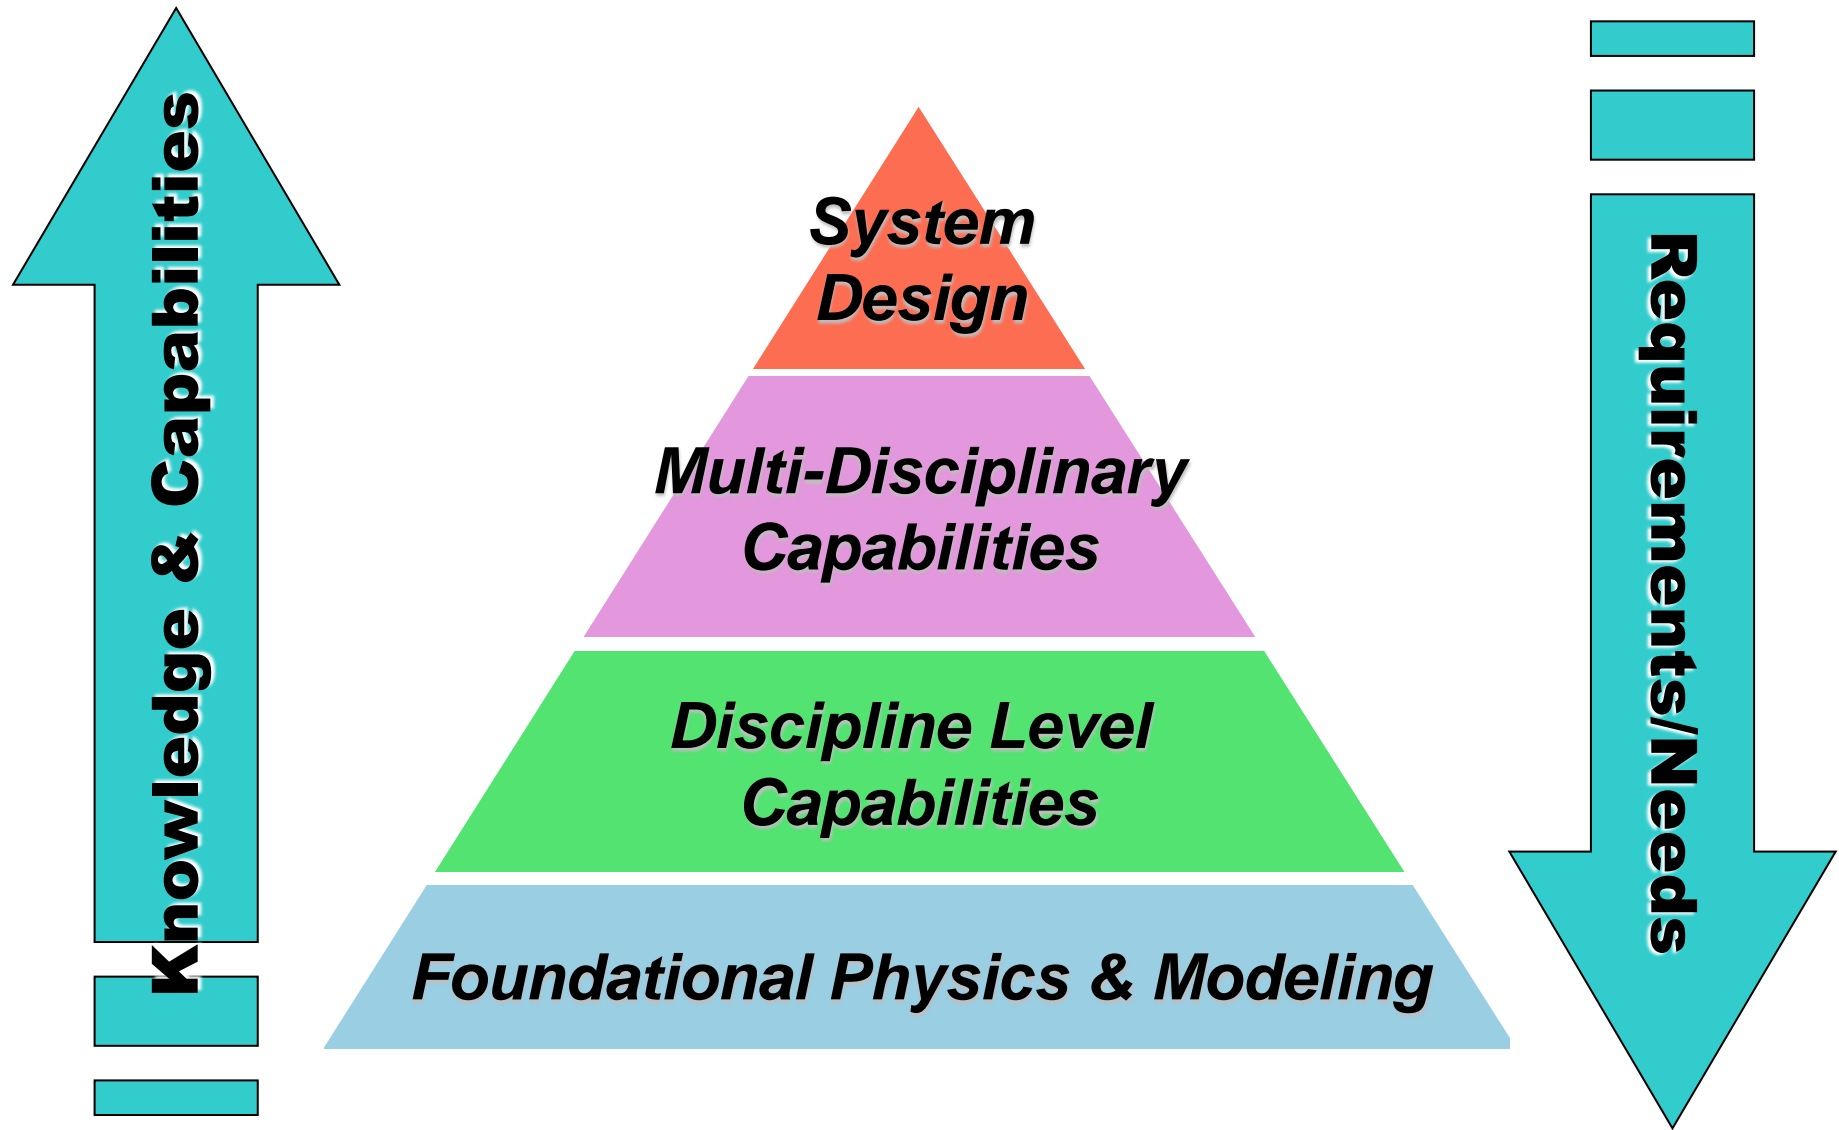 Knowledge & Capabilities
System
Design
Multi-Disciplinary
Capabilities
Discipline Level
Capabilities
Foundational Physics & Modeling
Requirements/Needs